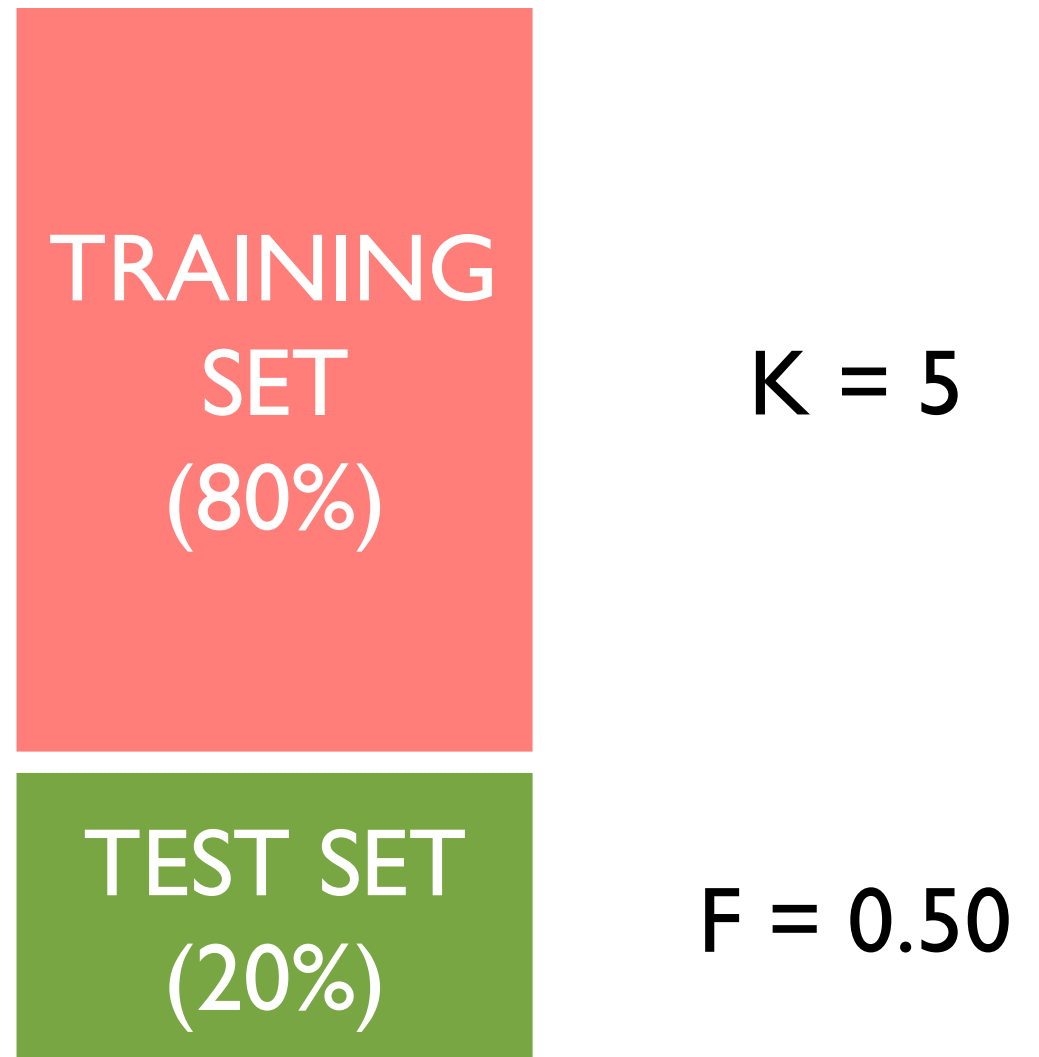 TRAINING
SET
(80%)
K = 5
TEST SET
(20%)
F = 0.50